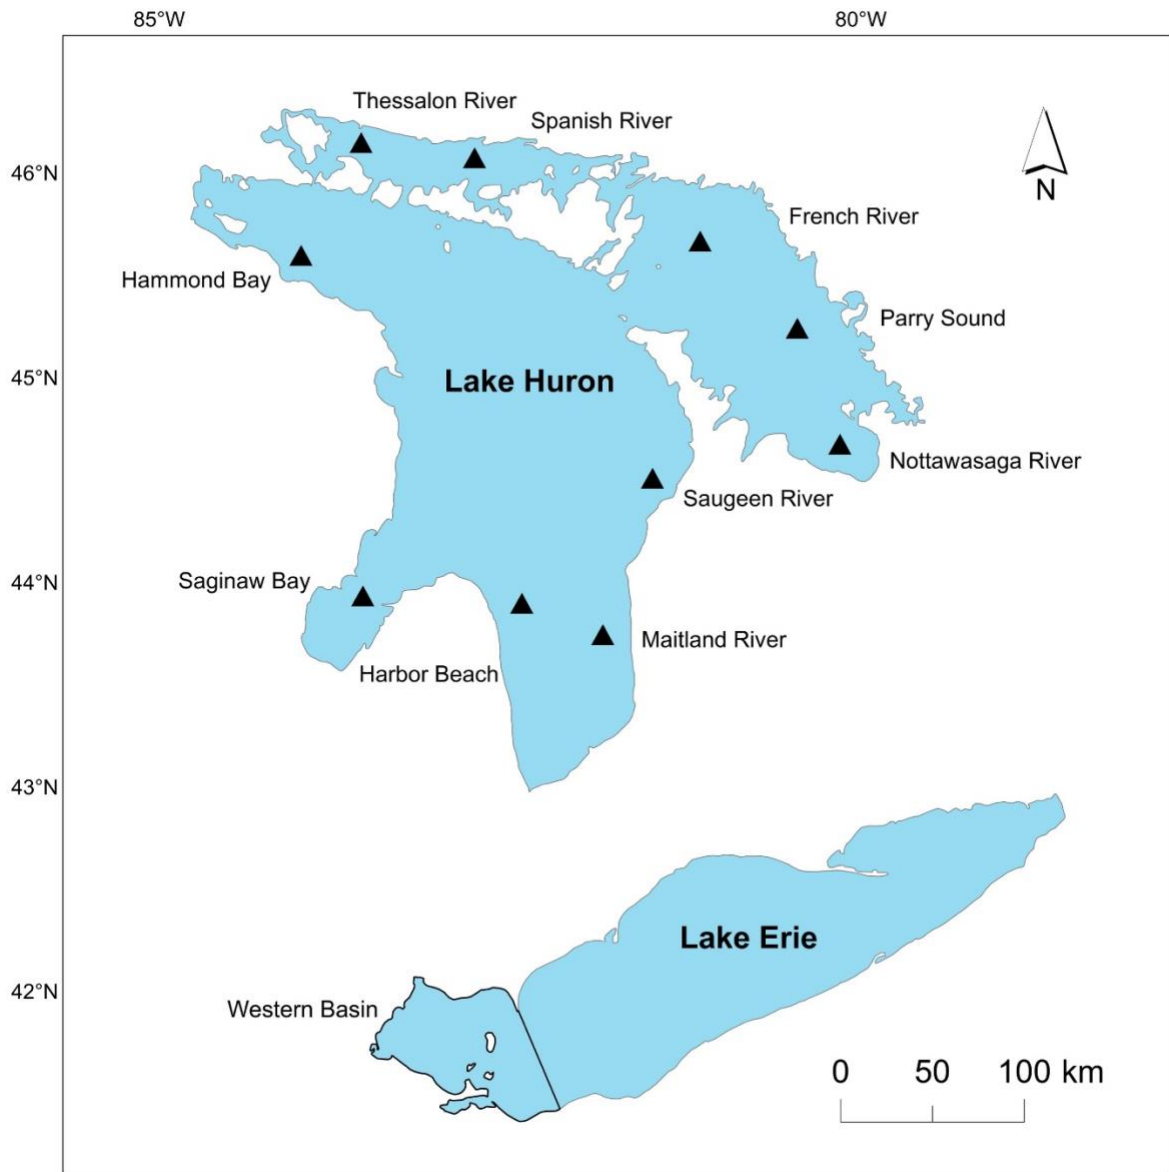 85°W
80°W
Thessalon River
Spanish River
46°N
N
French River
Hammond Bay
Parry Sound
45°N
Lake Huron
Nottawasaga River
Saugeen River
44°N
Saginaw Bay
Maitland River
Harbor Beach
43°N
Lake Erie
42°N
Western Basin
0 50 100 km